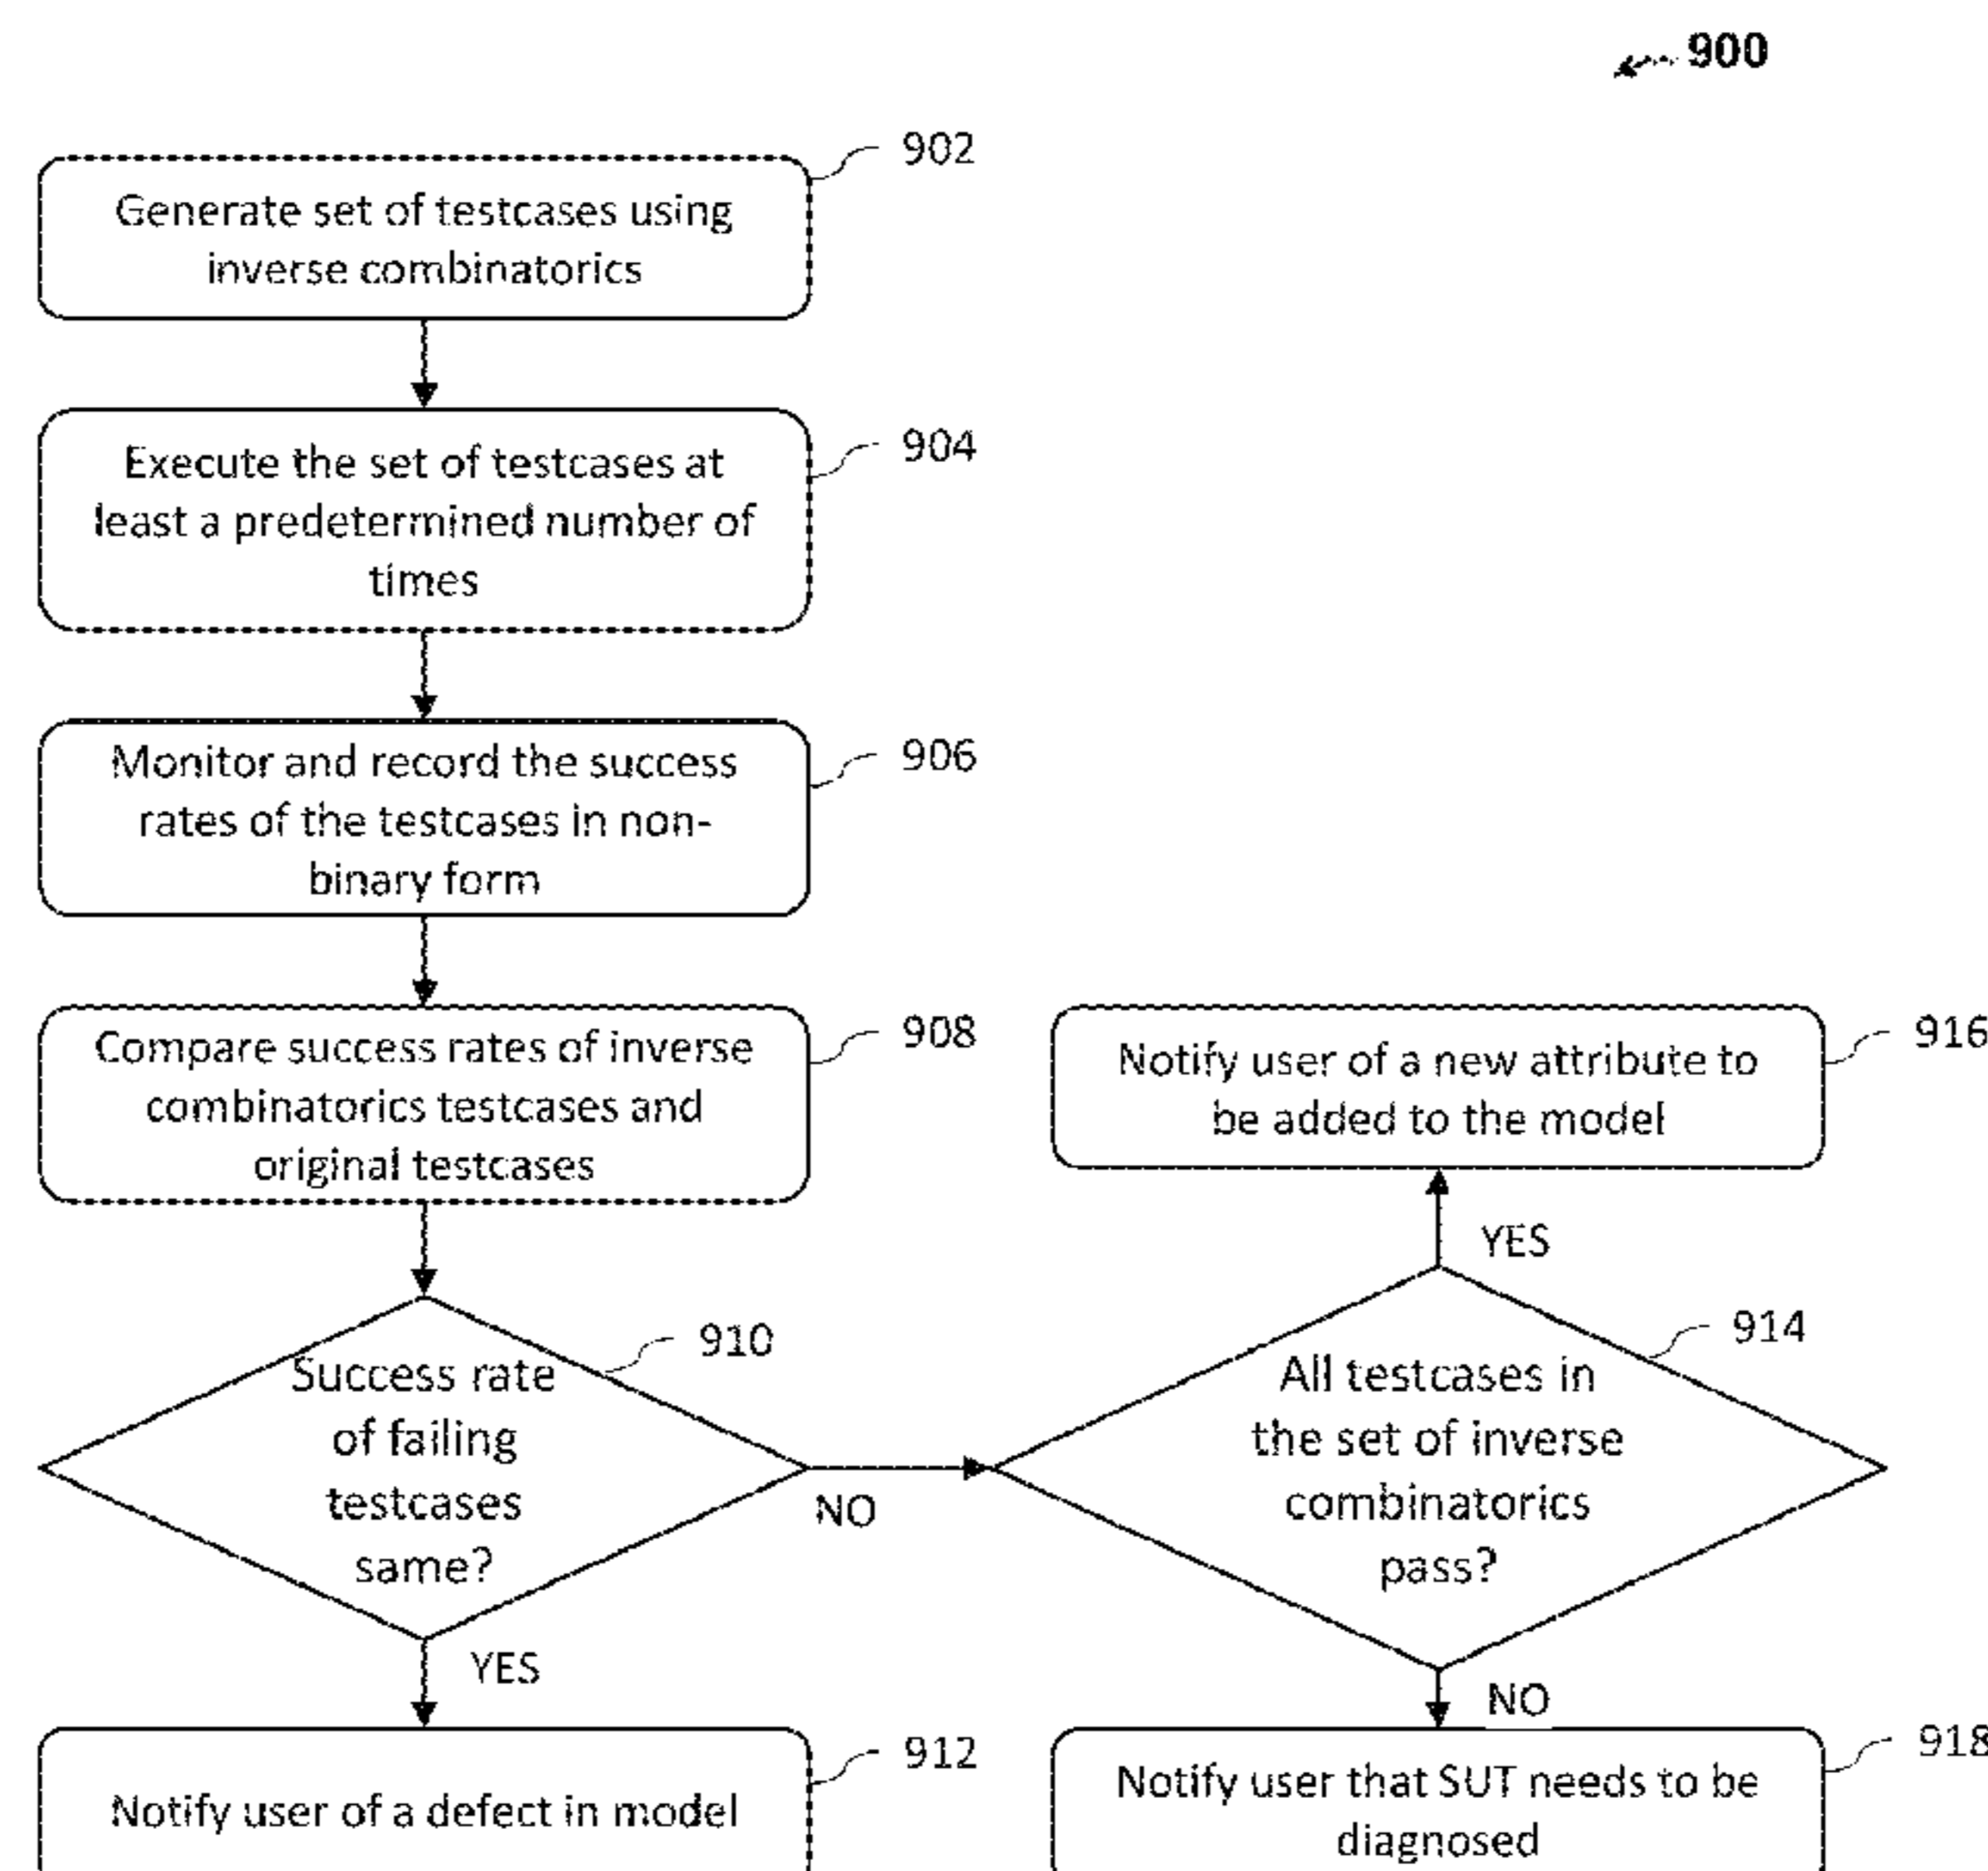 900
902
Generate set of testcases using
inverse combinatorics
904
Execute the set of testcases at
least a predetermined number of
times
906
Monitor and record the success
rates of the testcases in non-
binary form
908
Compare success rates of inverse
combinatorics testcases and
original testcases
910
Success rate
of failing
testcases
same?
NO
YES
912
Notify user of a defect in model
914
All testcases in
the set of inverse
combinatorics
pass?
YES
916
Notify user of a new attribute to
be added to the model
NO
918
Notify user that SUT needs to be
diagnosed